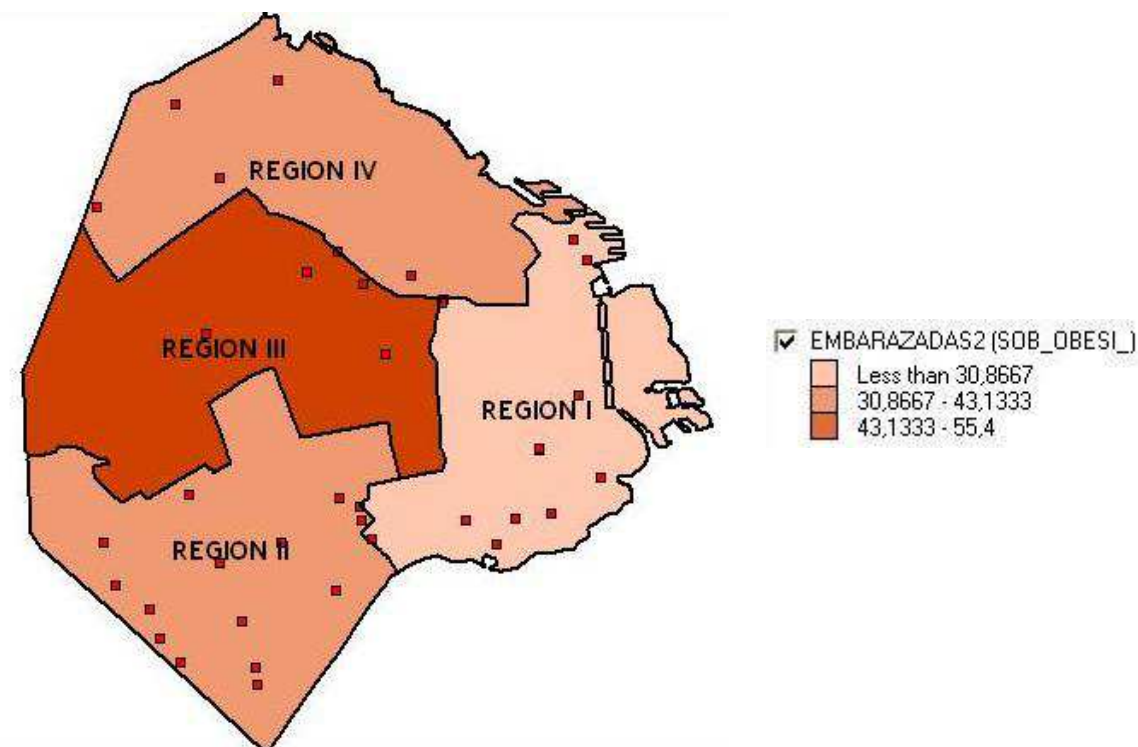 REGION IV
REGION III
REGION I
REGION II
EMBARAZADAS2 (SOB_OBESI_)
Less than 30,8667
30,8667 - 43,1333
43,1333 - 55,4